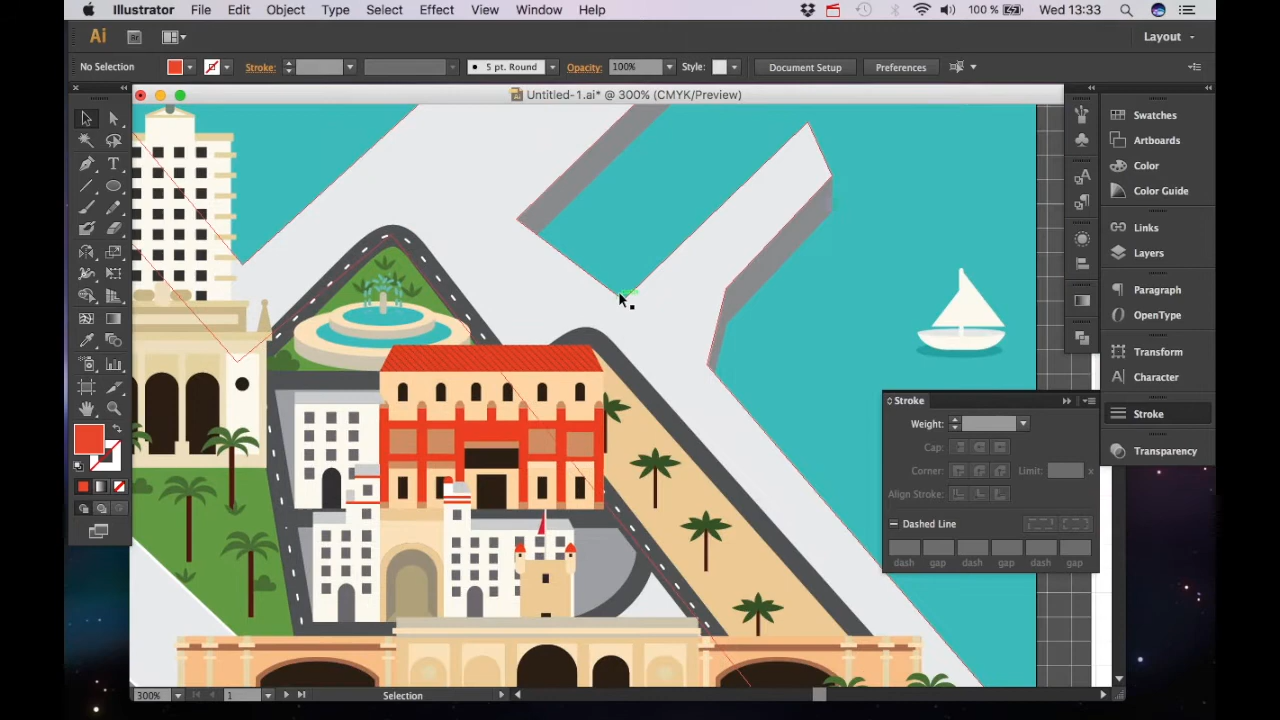 Illustrator File Edit Object Type Select Effect View Window Help 100 % Wed 13:33
Ai Br Layout
No Selection Stroke: 5 pt. Round Opacity: 100% Style: Document Setup Preferences
Untitled-1.ai* @ 300% (CMYK/Preview)
Swatches
Artboards
Color
Color Guide
Links
Layers
Paragraph
OpenType
Transform
Character
Stroke
Transparency
Stroke
Weight:
Cap:
Corner: Limit: x
Align Stroke:
Dashed Line
dash gap dash gap dash gap
300% 1 Selection